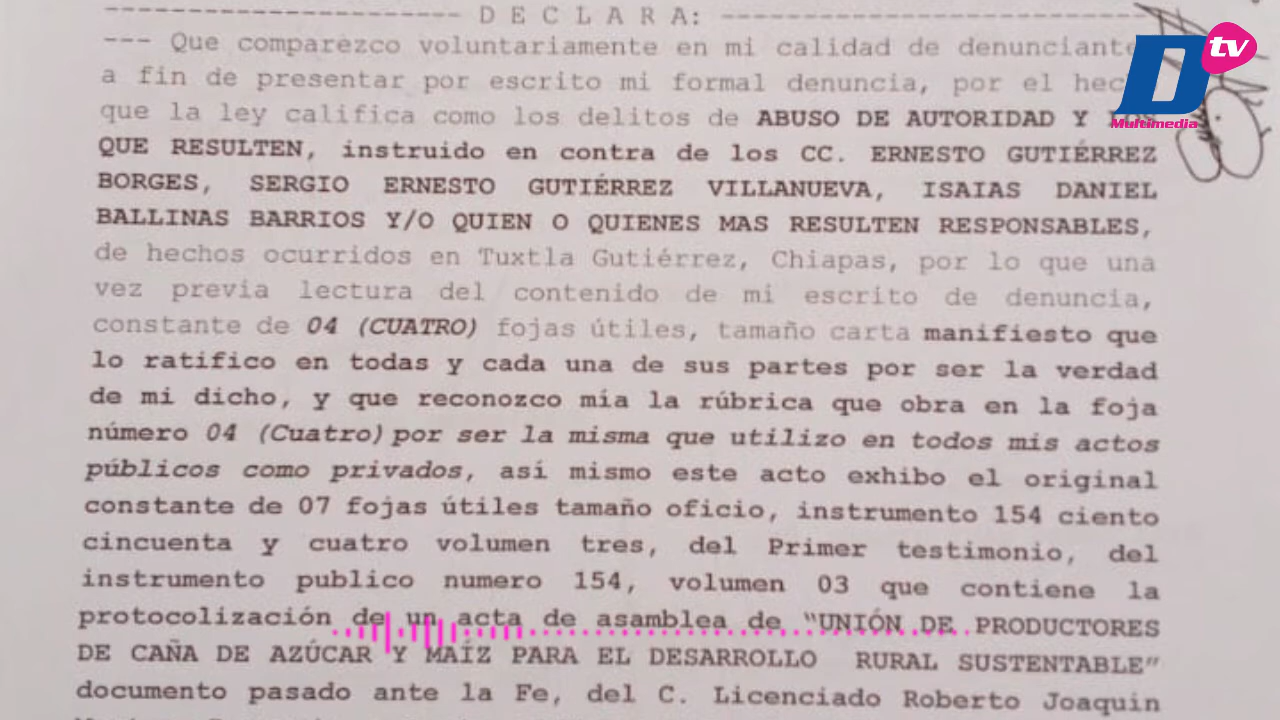 --------------------- D E C L A R A: -------------------------
--- Que comparezco voluntariamente en mi calidad de denunciante
a fin de presentar por escrito mi formal denuncia, por el
que la ley califica como los delitos de ABUSO DE AUTORIDAD Y
QUE RESULTEN, instruido en contra de los CC. ERNESTO GUTIÉRREZ
BORGES, SERGIO ERNESTO GUTIÉRREZ VILLANUEVA, ISAIAS DANIEL
BALLINAS BARRIOS Y/O QUIEN O QUIENES MAS RESULTEN RESPONSABLES,
de hechos ocurridos en Tuxtla Gutiérrez, Chiapas, por lo que una
vez previa lectura del contenido de mi escrito de denuncia,
constante de 04 (CUATRO) fojas útiles, tamaño carta manifiesto que
lo ratifico en todas y cada una de sus partes por ser la verdad
de mi dicho, y que reconozco mía la rúbrica que obra en la foja
número 04 (Cuatro) por ser la misma que utilizo en todos mis actos
públicos como privados, así mismo este acto exhibo el original
constante de 07 fojas útiles tamaño oficio, instrumento 154 ciento
cincuenta y cuatro volumen tres, del Primer testimonio, del
instrumento publico numero 154, volumen 03 que contiene la
protocolización de un acta de asamblea de "UNIÓN DE PRODUCTORES
DE CAÑA DE AZÚCAR Y MAÍZ PARA EL DESARROLLO RURAL SUSTENTABLE"
documento pasado ante la Fe, del C. Licenciado Roberto Joaquin
D tv
Multimedia